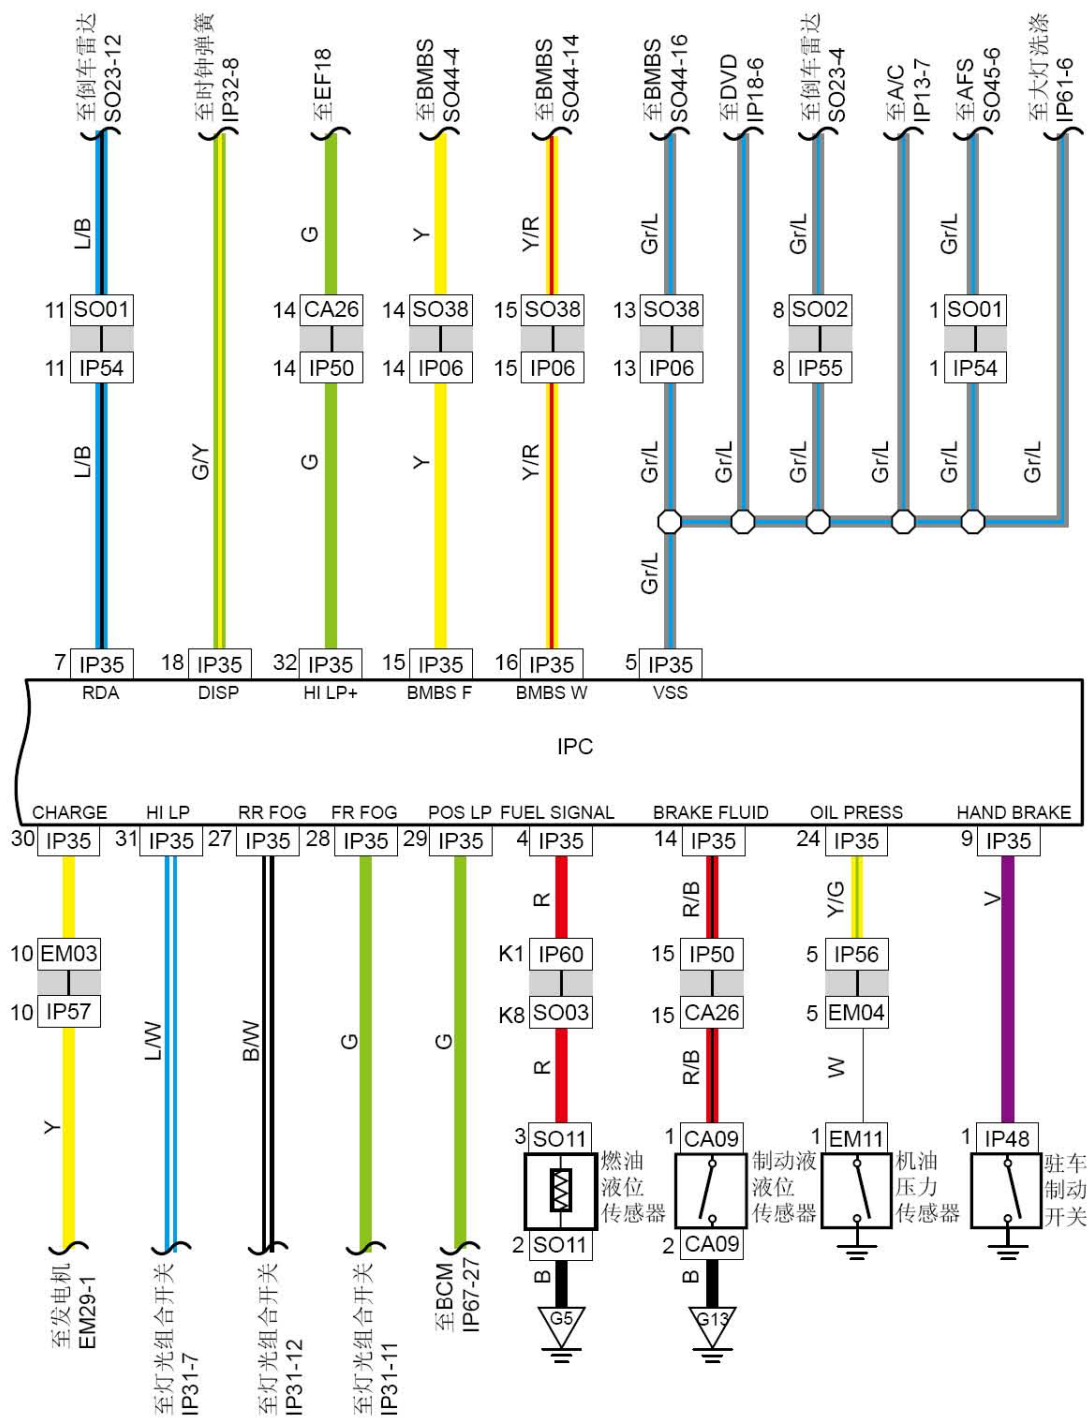 至倒车雷达
SO23-12
至时钟弹簧
IP32-8
至EF18
至BMBS
SO44-4
至BMBS
SO44-14
至BMBS
SO44-16
至DVD
IP18-6
至倒车雷达
SO23-4
至A/C
IP13-7
至AFS
SO45-6
至大灯洗涤
IP61-6
L/B
G
Y
Y/R
Gr/L
Gr/L
Gr/L
11 SO01
14 CA26
14 SO38
15 SO38
13 SO38
8 SO02
1 SO01
11 IP54
14 IP50
14 IP06
15 IP06
13 IP06
8 IP55
1 IP54
L/B
G/Y
G
Y
Y/R
Gr/L
Gr/L
Gr/L
Gr/L
Gr/L
Gr/L
Gr/L
7 IP35
18 IP35
32 IP35
15 IP35
16 IP35
5 IP35
RDA
DISP
HI LP+
BMBS F
BMBS W
VSS
IPC
CHARGE
HI LP
RR FOG
FR FOG
POS LP
FUEL SIGNAL
BRAKE FLUID
OIL PRESS
HAND BRAKE
30 IP35
31 IP35
27 IP35
28 IP35
29 IP35
4 IP35
14 IP35
24 IP35
9 IP35
R
R/B
Y/G
V
10 EM03
K1 IP60
15 IP50
5 IP56
10 IP57
K8 SO03
15 CA26
5 EM04
L/W
B/W
G
G
R
R/B
W
Y
3 SO11
1 CA09
1 EM11
1 IP48
燃油
液位
传感器
制动液
液位
传感器
机油
压力
传感器
驻车
制动
开关
2 SO11
2 CA09
B
B
G5
G13
至发电机
EM29-1
至灯光组合开关
IP31-7
至灯光组合开关
IP31-12
至灯光组合开关
IP31-11
至BCM
IP67-27